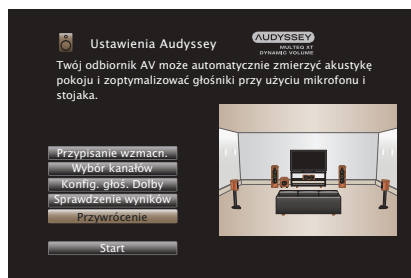 Ustawienia Audyssey
AUDYSSEY
MULTEQ XT
DYNAMIC VOLUME
Twój odbiornik AV może automatycznie zmierzyć akustykę
pokoju i zoptymalizować głośniki przy użyciu mikrofonu i
stojaka.
Przypisanie wzmacn.
Wybór kanałów
Konfig. głoś. Dolby
Sprawdzenie wyników
Przywrócenie
Start